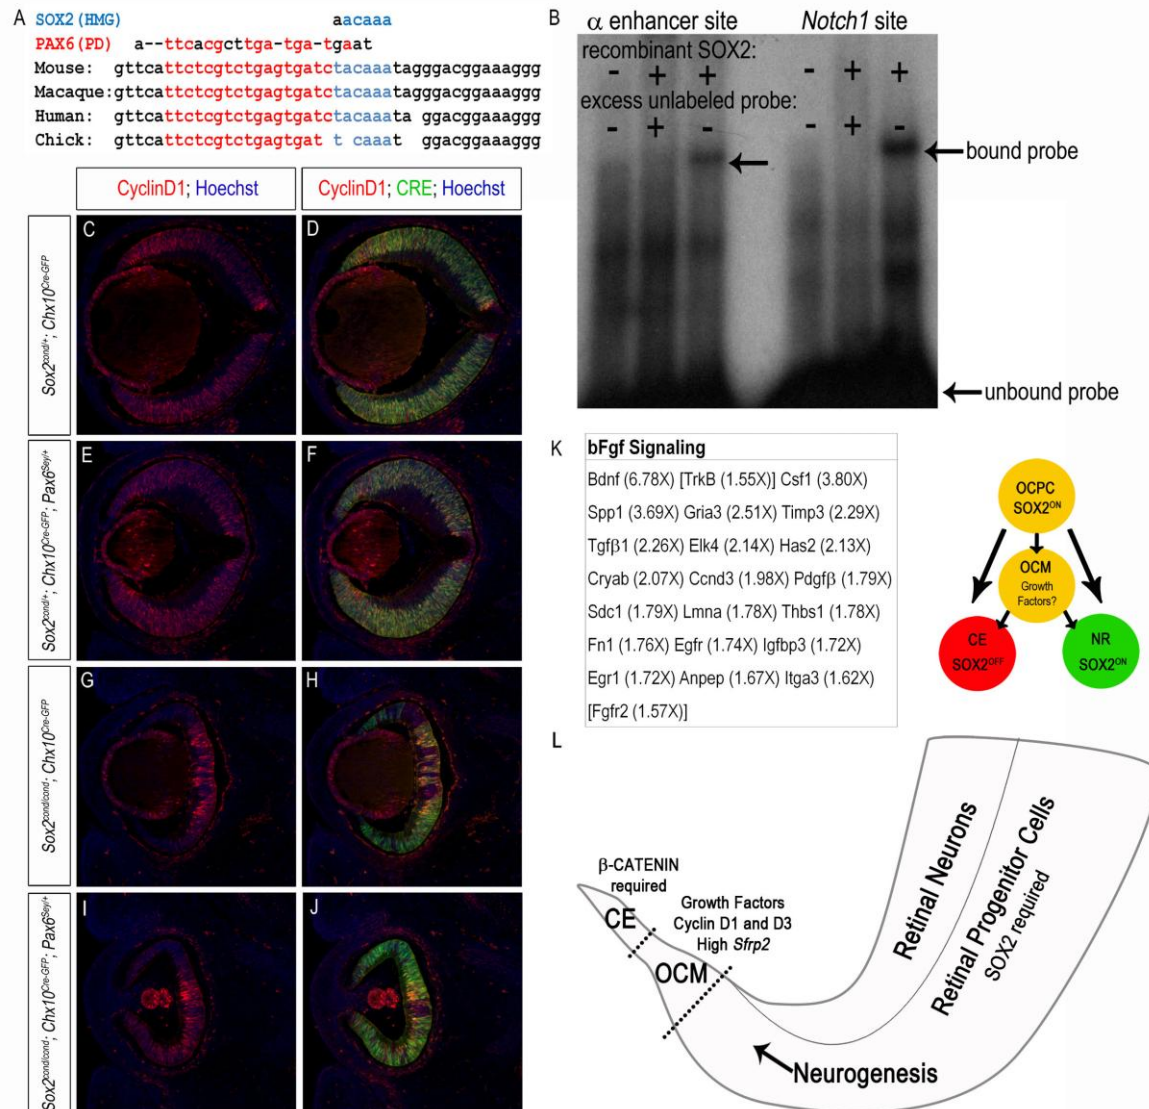 A
SOX2(HMG) aacaaa
PAX6(PD) a--ttcacgcttga-tga-tgaat
Mouse: gttcattctcgtctgagtgatctacaaatagggacggaaaggg
Macaque: gttcattctcgtctgagtgatctacaaatagggacggaaaggg
Human: gttcattctcgtctgagtgatctacaaata ggacggaaaggg
Chick: gttcattctcgtctgagtgat t caaat ggacggaaaggg
B
α enhancer site Notch1 site
recombinant SOX2:
- + + - + +
excess unlabeled probe:
- + - - + -
bound probe
unbound probe
CyclinD1; Hoechst CyclinD1; CRE; Hoechst
Sox2cond/+; Chx10Cre-GFP
C D
Sox2cond/+; Chx10Cre-GFP; Pax6Sey/+
E F
Sox2cond/cond-; Chx10Cre-GFP
G H
Sox2cond/cond; Chx10Cre-GFP; Pax6Sey/+
I J
K
bFgf Signaling
Bdnf (6.78X) [TrkB (1.55X)] Csf1 (3.80X)
Spp1 (3.69X) Gria3 (2.51X) Timp3 (2.29X)
Tgfβ1 (2.26X) Elk4 (2.14X) Has2 (2.13X)
Cryab (2.07X) Ccnd3 (1.98X) Pdgfβ (1.79X)
Sdc1 (1.79X) Lmna (1.78X) Thbs1 (1.78X)
Fn1 (1.76X) Egfr (1.74X) Igfbp3 (1.72X)
Egr1 (1.72X) Anpep (1.67X) Itga3 (1.62X)
[Fgfr2 (1.57X)]
OCPC
SOX2ON
OCM
Growth
Factors?
CE
SOX2OFF
NR
SOX2ON
L
β-CATENIN
required
CE
Growth Factors
Cyclin D1 and D3
High Sfrp2
OCM
Retinal Neurons
Retinal Progenitor Cells
SOX2 required
Neurogenesis